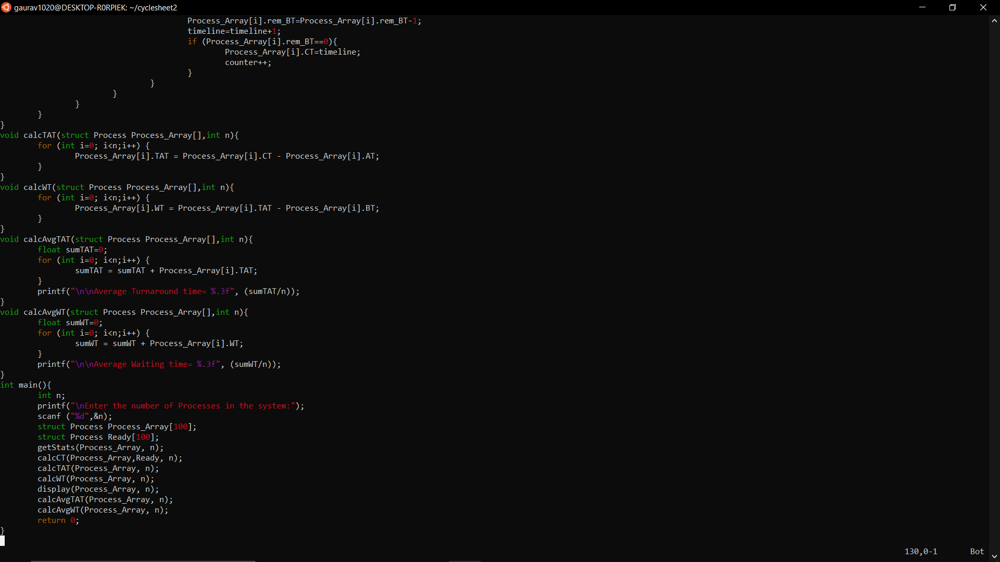 gaurav1020@DESKTOP-R0RPIEK: ~/cyclesheet2
                                        Process_Array[i].rem_BT=Process_Array[i].rem_BT-1;
                                        timeline=timeline+1;
                                        if (Process_Array[i].rem_BT==0){
                                                Process_Array[i].CT=timeline;
                                                counter++;
                                        }
                                }
                        }
                }
        }
}
void calcTAT(struct Process Process_Array[],int n){
        for (int i=0; i<n;i++) {
                Process_Array[i].TAT = Process_Array[i].CT - Process_Array[i].AT;
        }
}
void calcWT(struct Process Process_Array[],int n){
        for (int i=0; i<n;i++) {
                Process_Array[i].WT = Process_Array[i].TAT - Process_Array[i].BT;
        }
}
void calcAvgTAT(struct Process Process_Array[],int n){
        float sumTAT=0;
        for (int i=0; i<n;i++) {
                sumTAT = sumTAT + Process_Array[i].TAT;
        }
        printf("\n\nAverage Turnaround time= %.3f", (sumTAT/n));
}
void calcAvgWT(struct Process Process_Array[],int n){
        float sumWT=0;
        for (int i=0; i<n;i++) {
                sumWT = sumWT + Process_Array[i].WT;
        }
        printf("\n\nAverage Waiting time= %.3f", (sumWT/n));
}
int main(){
        int n;
        printf("\nEnter the number of Processes in the system:");
        scanf ("%d",&n);
        struct Process Process_Array[100];
        struct Process Ready[100];
        getStats(Process_Array, n);
        calcCT(Process_Array,Ready, n);
        calcTAT(Process_Array, n);
        calcWT(Process_Array, n);
        display(Process_Array, n);
        calcAvgTAT(Process_Array, n);
        calcAvgWT(Process_Array, n);
        return 0;
}
130,0-1 Bot